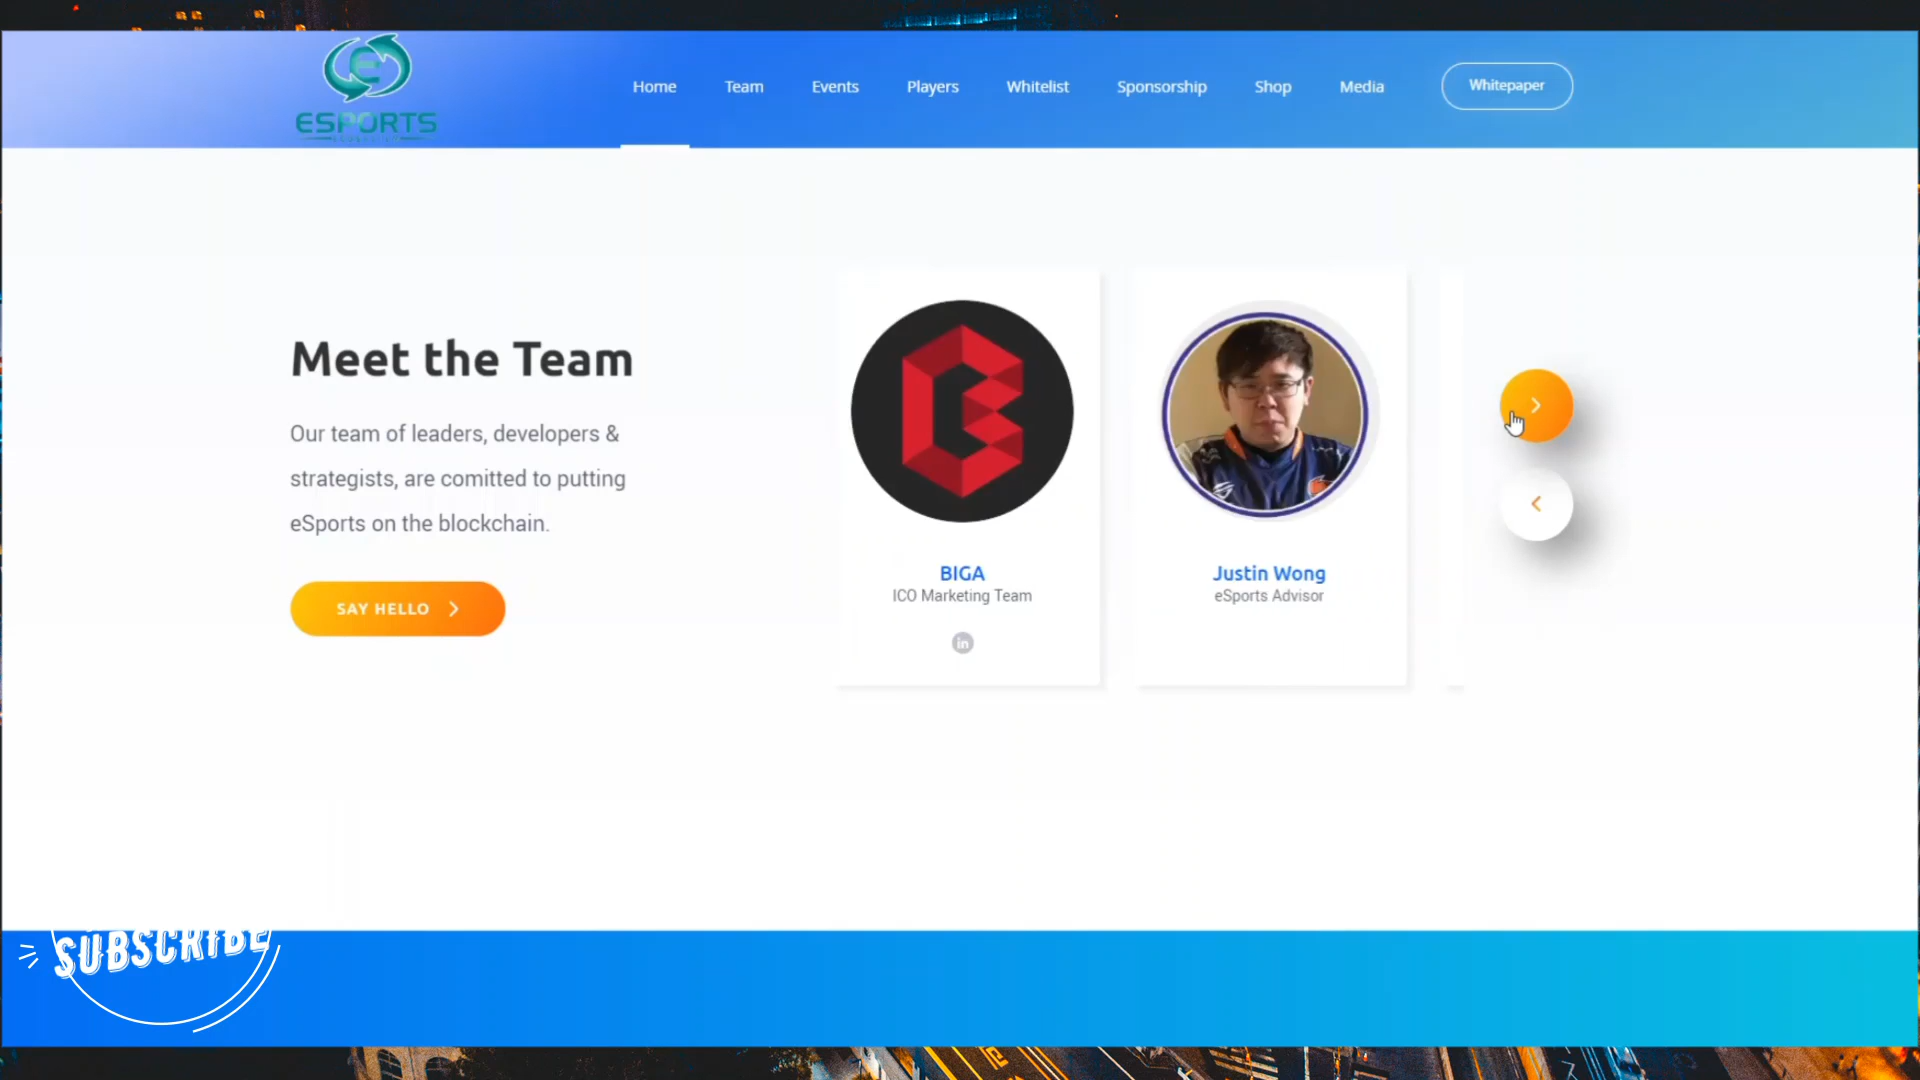 ESPORTS
Home
Team
Events
Players
Whitelist
Sponsorship
Shop
Media
Whitepaper
Meet the Team
Our team of leaders, developers &
strategists, are comitted to putting
eSports on the blockchain.
SAY HELLO
BIGA
ICO Marketing Team
in
Justin Wong
eSports Advisor
SUBSCRIBE